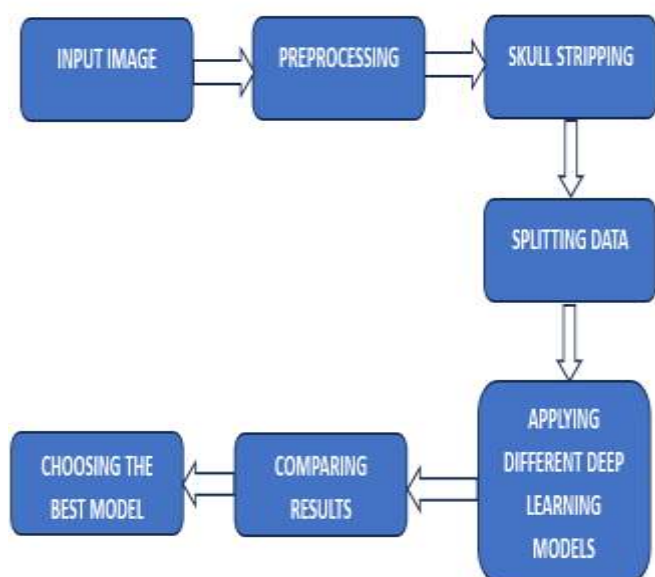 INPUT IMAGE
PREPROCESSING
SKULL STRIPPING
SPLITTING DATA
APPLYING
DIFFERENT DEEP
LEARNING
MODELS
COMPARING
RESULTS
CHOOSING THE
BEST MODEL